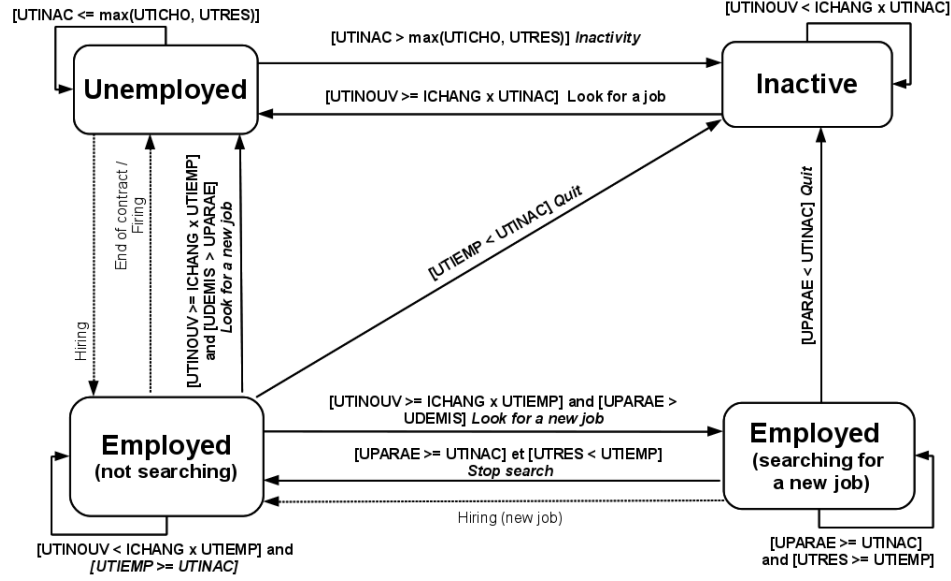 [UTINAC <= max(UTICHO, UTRES)]
[UTINOUV < ICHANG x UTINAC]
[UTINAC > max(UTICHO, UTRES)] Inactivity
Unemployed
Inactive
[UTINOUV >= ICHANG x UTINAC] Look for a job
Hiring
End of contract /
Firing
[UTINOUV >= ICHANG x UTIEMP]
and [UDEMIS > UPARAE]
Look for a new job
[UTIEMP < UTINAC] Quit
[UPARAE < UTINAC] Quit
[UTINOUV >= ICHANG x UTIEMP] and [UPARAE >
UDEMIS] Look for a new job
Employed
(not searching)
Employed
(searching for
a new job)
[UPARAE >= UTINAC] et [UTRES < UTIEMP]
Stop search
Hiring (new job)
[UTINOUV < ICHANG x UTIEMP] and
[UTIEMP >= UTINAC]
[UPARAE >= UTINAC]
and [UTRES >= UTIEMP]